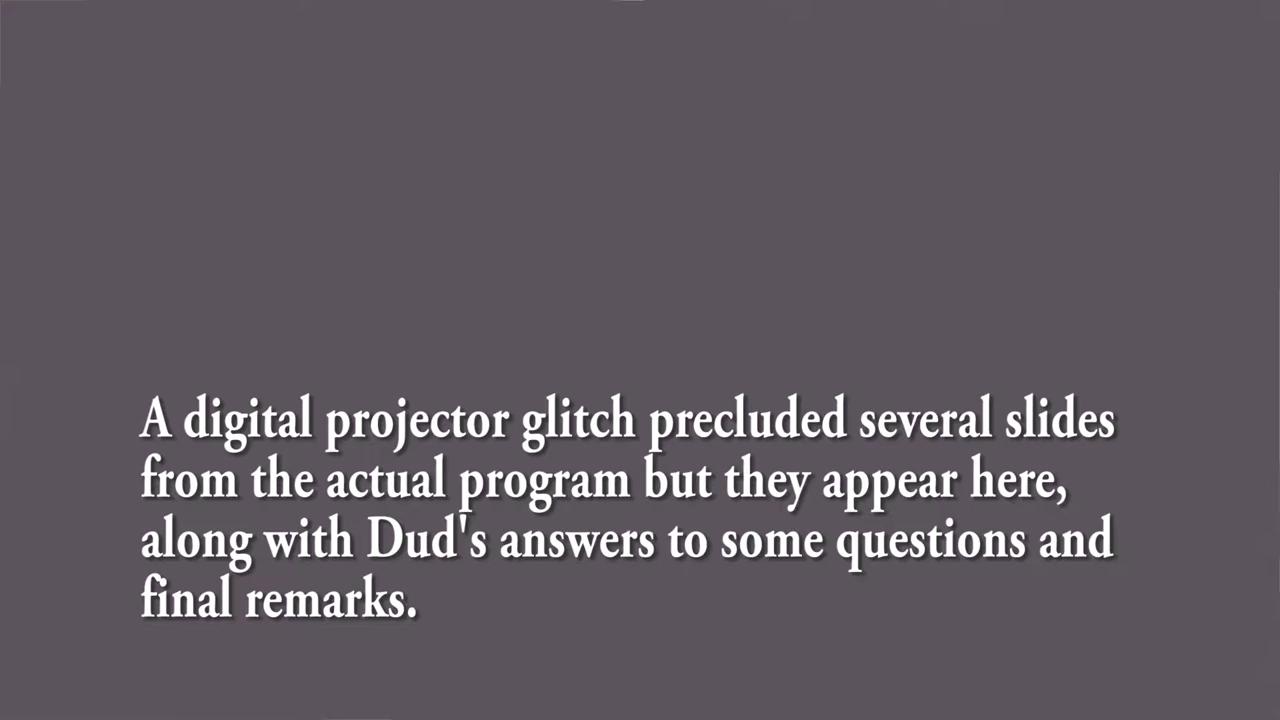 A digital projector glitch precluded several slides
from the actual program but they appear here,
along with Dud's answers to some questions and
final remarks.